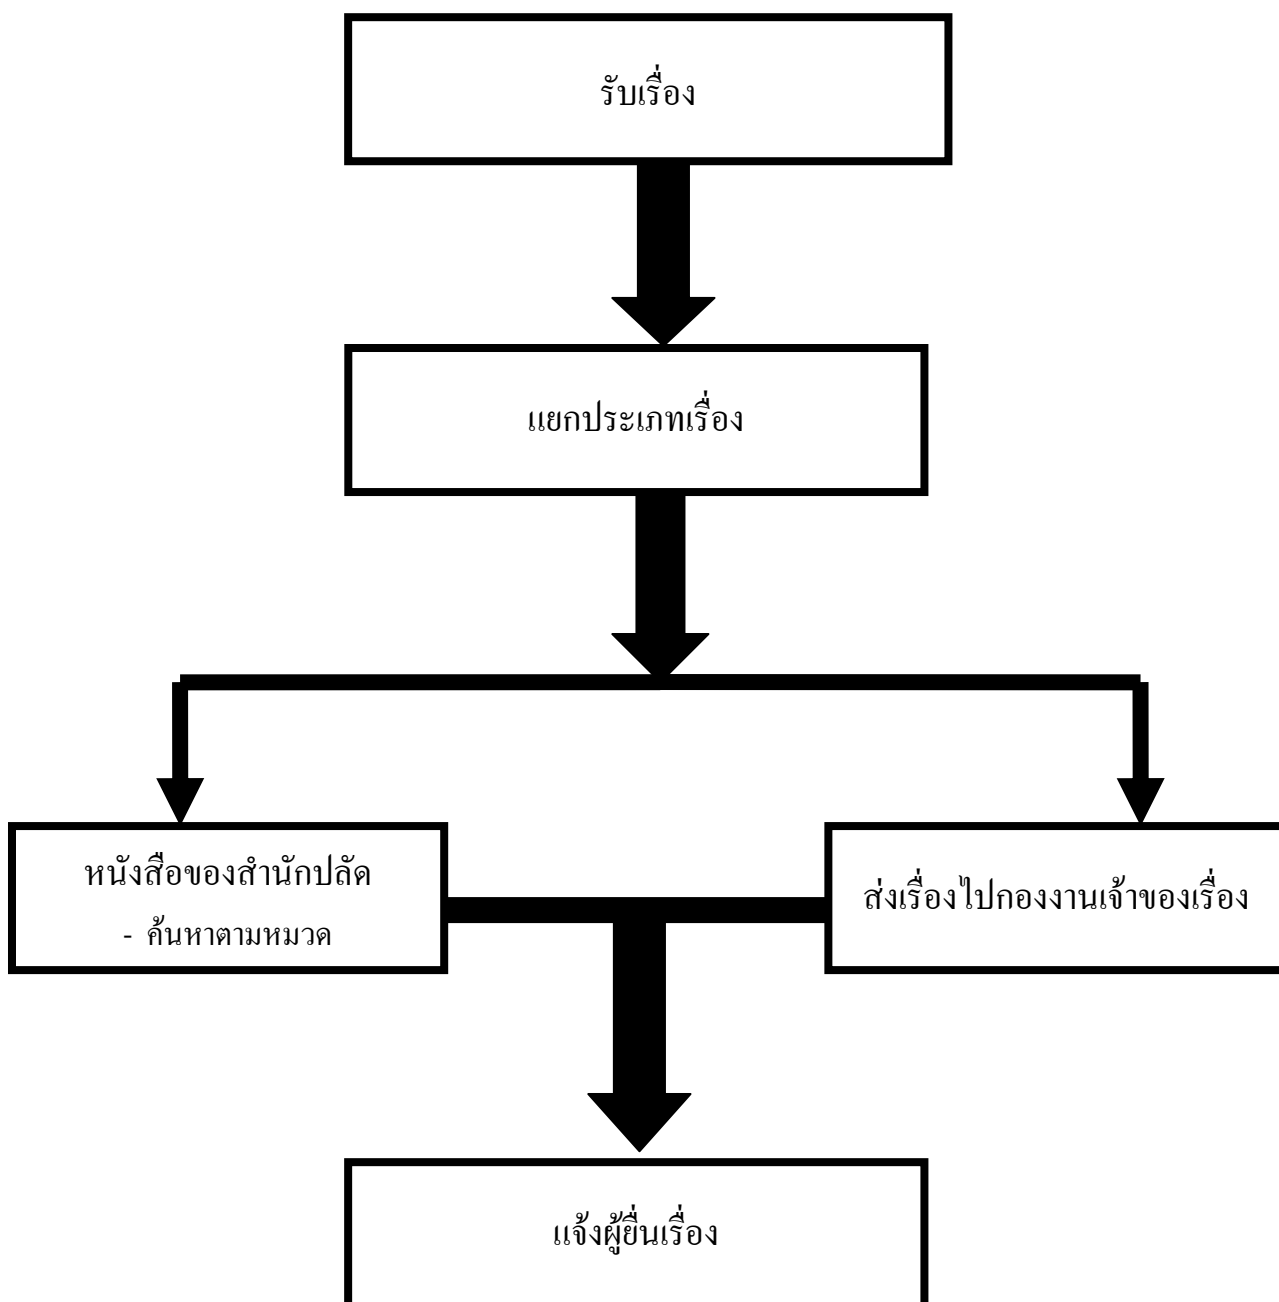 รับเรื่อง
แยกประเภทเรื่อง
หนังสือของสำนักปลัด
- ค้นหาตามหมวด
ส่งเรื่องไปกองงานเจ้าของเรื่อง
แจ้งผู้ยื่นเรื่อง